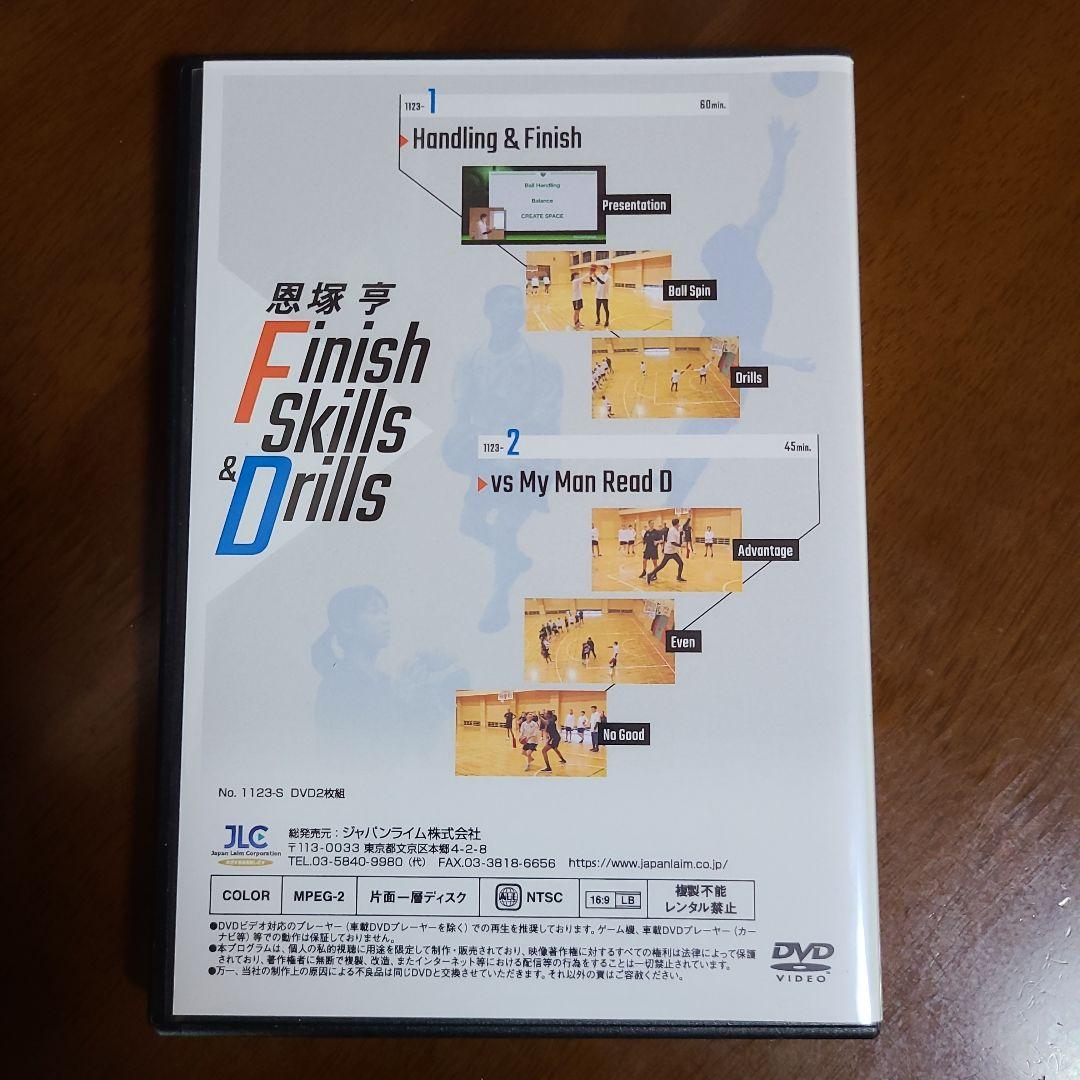 1123-1 60min.
Handling & Finish
Ball Handling
Balance
CREATE SPACE
Presentation
Ball Spin
Drills
恩塚 亨
Finish
Skills
&Drills
1123-2 45min.
vs My Man Read D
Advantage
Even
No Good
No. 1123-S DVD2枚組
JLC
Japan Laim Corporation
総発売元：ジャパンライム株式会社
〒113-0033 東京都文京区本郷4-2-8
TEL.03-5840-9980（代） FAX.03-3818-6656 https://www.japanlaim.co.jp/
COLOR MPEG-2 片面一層ディスク ALL NTSC 16:9 LB 複製不能
レンタル禁止
●DVDビデオ対応のプレーヤー（車載DVDプレーヤーを除く）での再生を推奨しております。ゲーム機、車載DVDプレーヤー（カー
ナビ等）等での動作は保証しておりません。
●本プログラムは、個人の私的視聴に用途を限定して制作・販売されており、映像著作権に対するすべての権利は法律によって保護
されており、著作権者に無断で複製、改造、またインターネット等における配信等の行為をすることは一切禁止されています。
●万一、当社の制作上の原因による不良品は同じDVDと交換させていただきます。それ以外の責はご容赦ください。
DVD
VIDEO